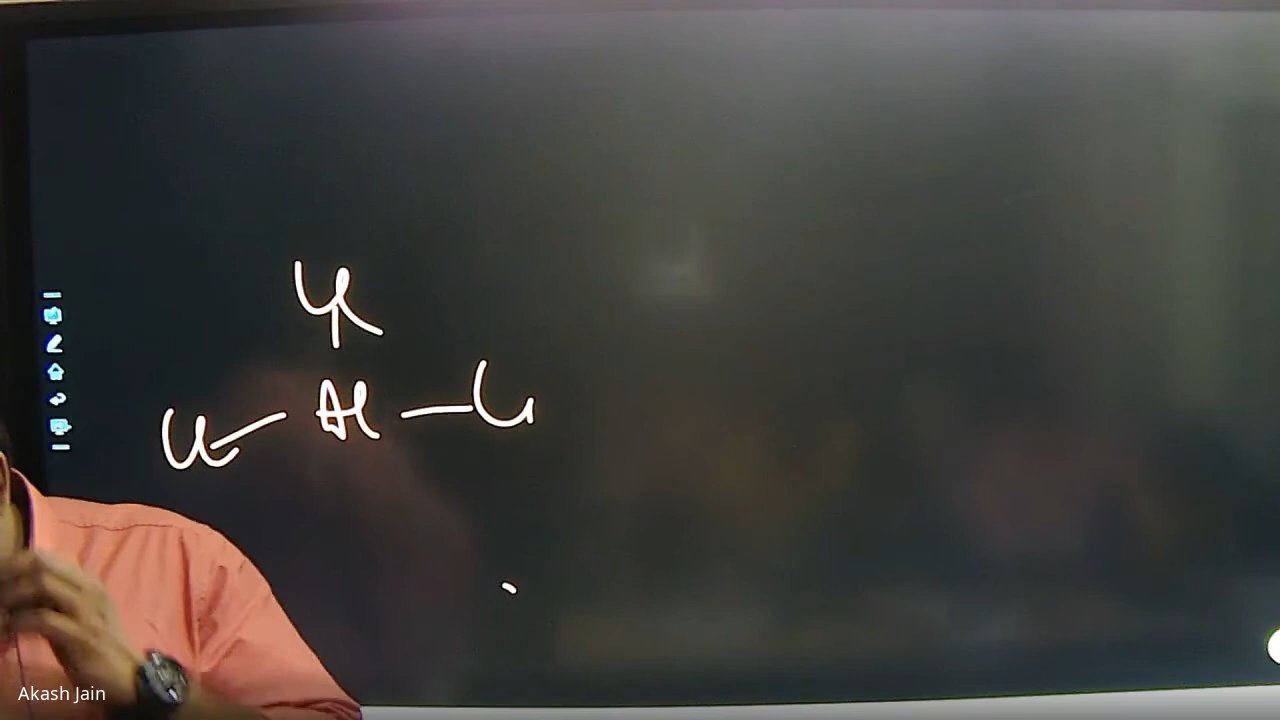 Cl
Cl — Al — Cl
Akash Jain